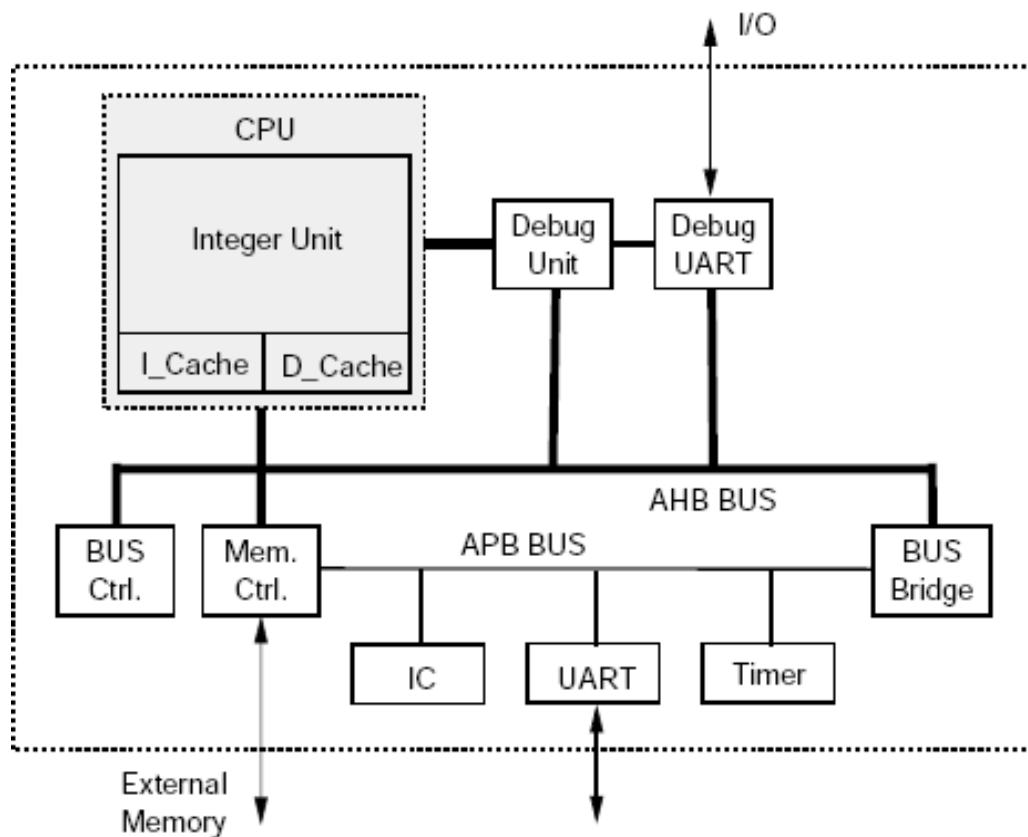 I/O
CPU
Integer Unit
I_Cache
D_Cache
Debug
Unit
Debug
UART
AHB BUS
APB BUS
BUS
Ctrl.
Mem.
Ctrl.
BUS
Bridge
IC
UART
Timer
External
Memory